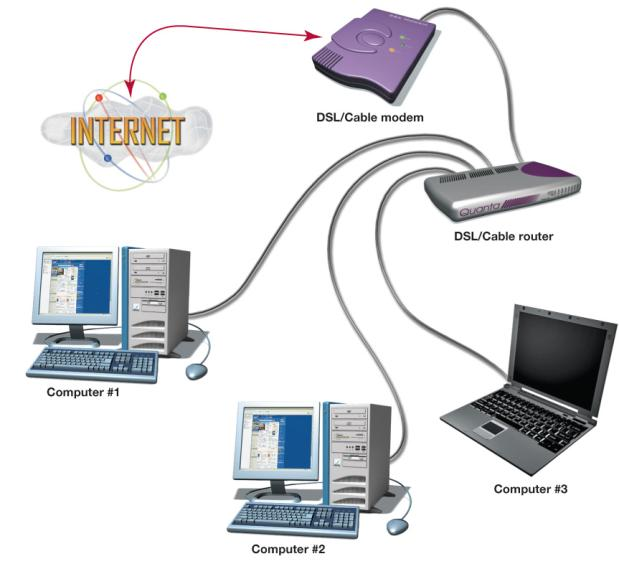 DSL/Cable modem
INTERNET
Quanta
DSL/Cable router
Computer #1
Computer #3
Computer #2